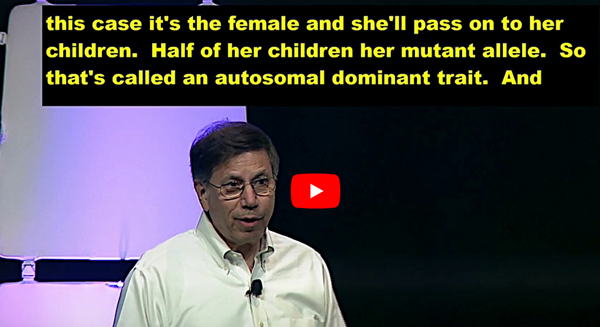 this case it's the female and she'll pass on to her
children.  Half of her children her mutant allele.  So
that's called an autosomal dominant trait.  And